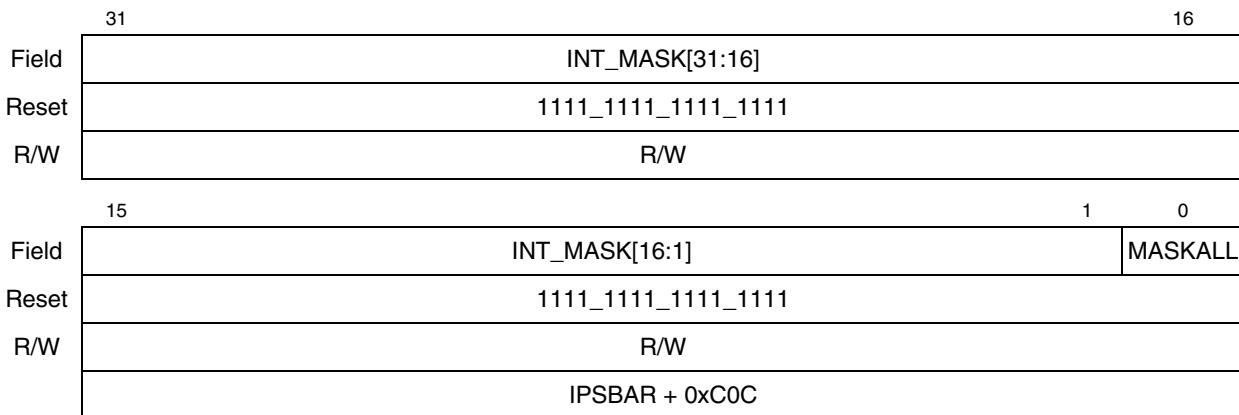 31 16
Field INT_MASK[31:16]
Reset 1111_1111_1111_1111
R/W R/W
15 1 0
Field INT_MASK[16:1] MASKALL
Reset 1111_1111_1111_1111
R/W R/W
IPSBAR + 0xC0C